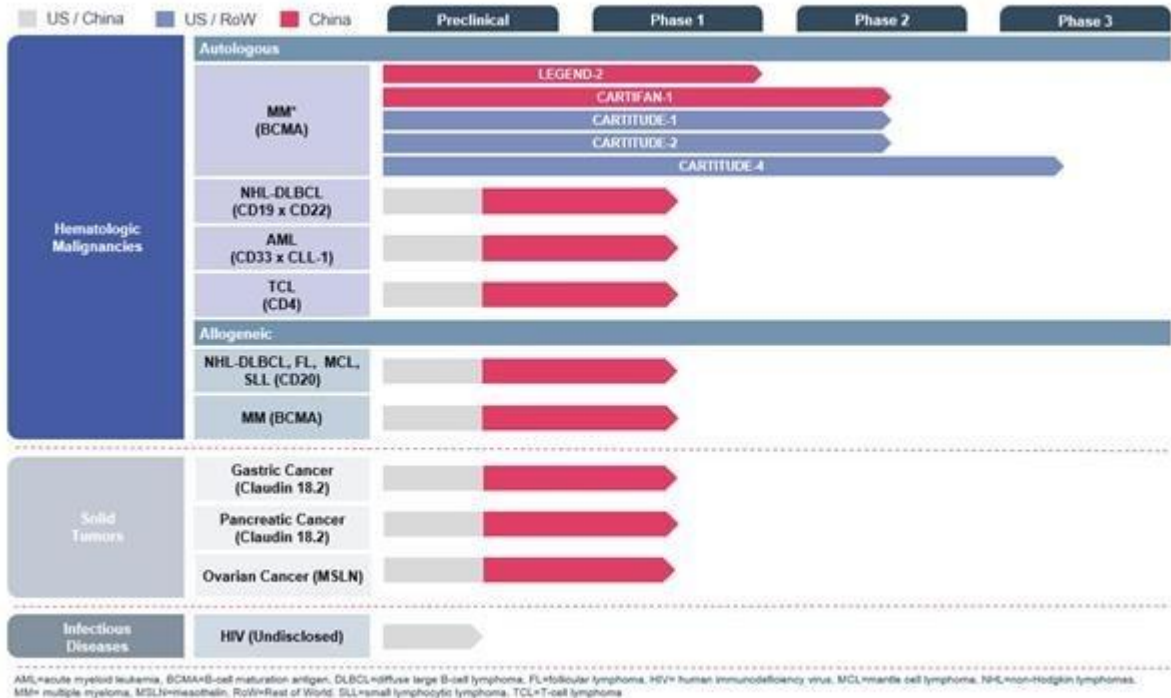 US / China US / RoW China Preclinical Phase 1 Phase 2 Phase 3
Autologous
LEGEND-2
CARTIFAN-1
MM*
(BCMA)
CARTITUDE-1
CARTITUDE-2
CARTITUDE-4
NHL-DLBCL
(CD19 x CD22)
Hematologic
Malignancies
AML
(CD33 x CLL-1)
TCL
(CD4)
Allogeneic
NHL-DLBCL, FL, MCL,
SLL (CD20)
MM (BCMA)
Gastric Cancer
(Claudin 18.2)
Solid
Tumors
Pancreatic Cancer
(Claudin 18.2)
Ovarian Cancer (MSLN)
Infectious
Diseases
HIV (Undisclosed)
AML=acute myeloid leukemia, BCMA=B-cell maturation antigen, DLBCL=diffuse large B-cell lymphoma, FL=follicular lymphoma, HIV= human immunodeficiency virus, MCL=mantle cell lymphoma, NHL=non-Hodgkin lymphomas,
MM= multiple myeloma, MSLN=mesothelin, RoW=Rest of World, SLL=small lymphocytic lymphoma, TCL=T-cell lymphoma